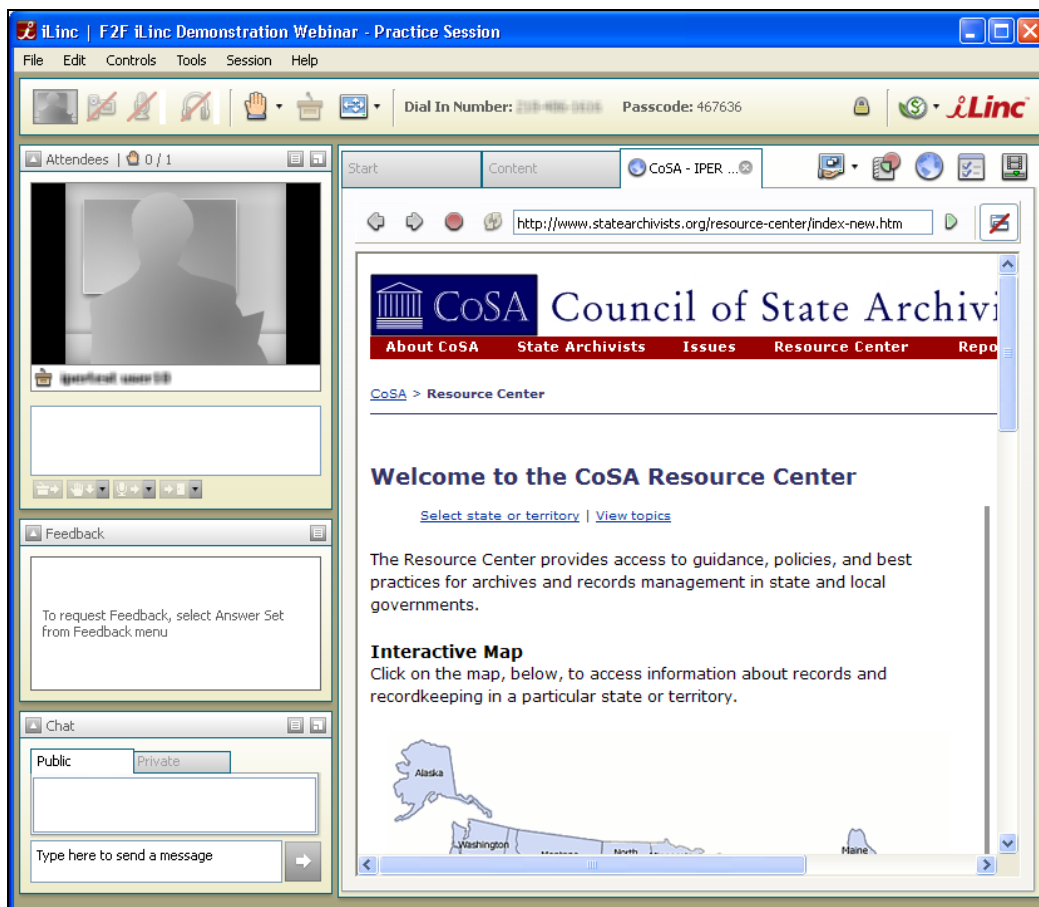 iLinc | F2F iLinc Demonstration Webinar - Practice Session
File Edit Controls Tools Session Help
Dial In Number: Passcode: 467636
iLinc
Attendees | 0 / 1
Start Content CoSA - IPER ...
http://www.statearchivists.org/resource-center/index-new.htm
CoSA Council of State Archivi
About CoSA State Archivists Issues Resource Center Repo
CoSA > Resource Center
Welcome to the CoSA Resource Center
Select state or territory | View topics
The Resource Center provides access to guidance, policies, and best
practices for archives and records management in state and local
governments.
Interactive Map
Click on the map, below, to access information about records and
recordkeeping in a particular state or territory.
Alaska
Washington
Maine
Feedback
To request Feedback, select Answer Set
from Feedback menu
Chat
Public Private
Type here to send a message